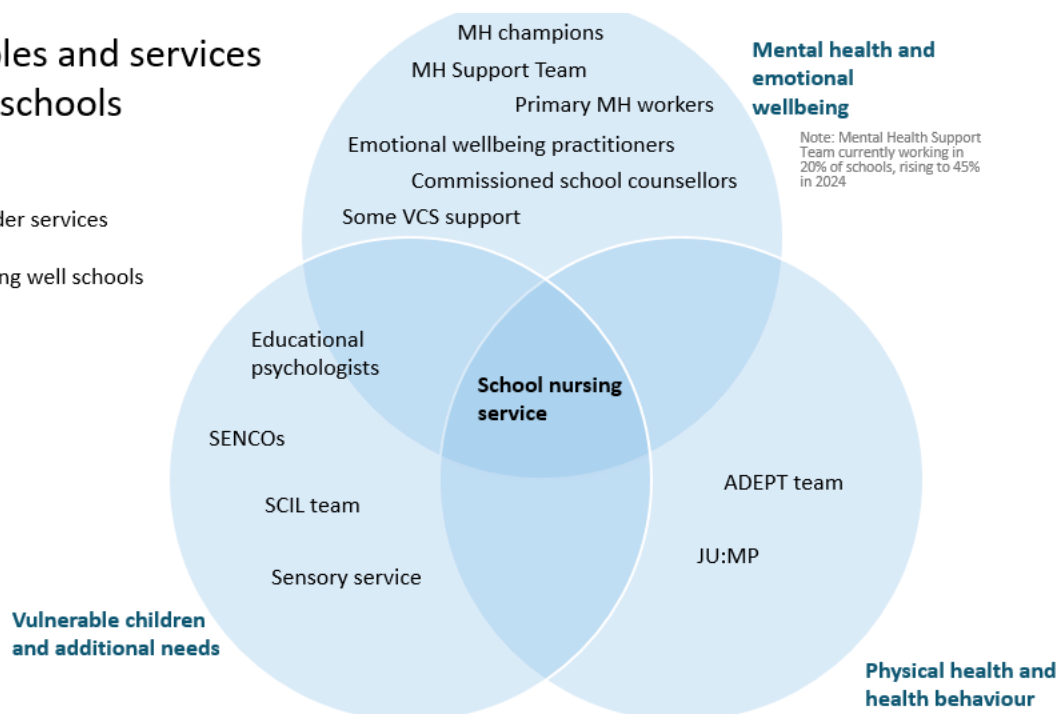 les and services
schools
der services
ng well schools
MH champions
MH Support Team
Primary MH workers
Emotional wellbeing practitioners
Commissioned school counsellors
Some VCS support
Mental health and
emotional
wellbeing
Note: Mental Health Support
Team currently working in
20% of schools, rising to 45%
in 2024
Educational
psychologists
SENCOs
SCIL team
Sensory service
School nursing
service
ADEPT team
JU:MP
Vulnerable children
and additional needs
Physical health and
health behaviour